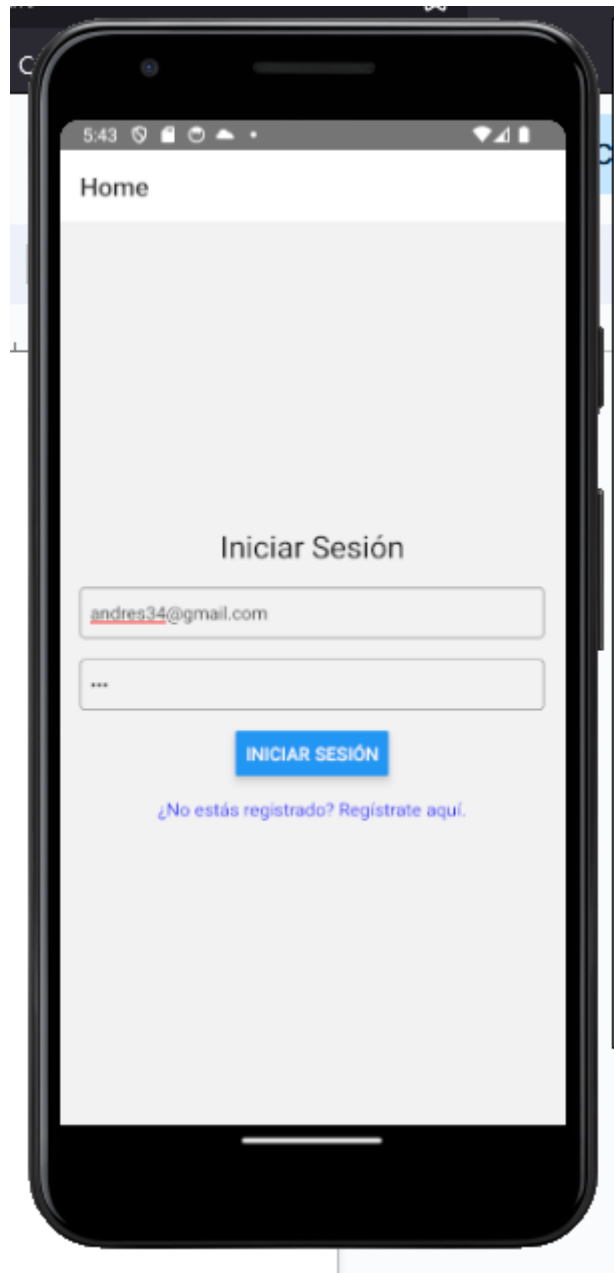 5:43
Home
Iniciar Sesión
andres34@gmail.com
•••
INICIAR SESIÓN
¿No estás registrado? Regístrate aquí.